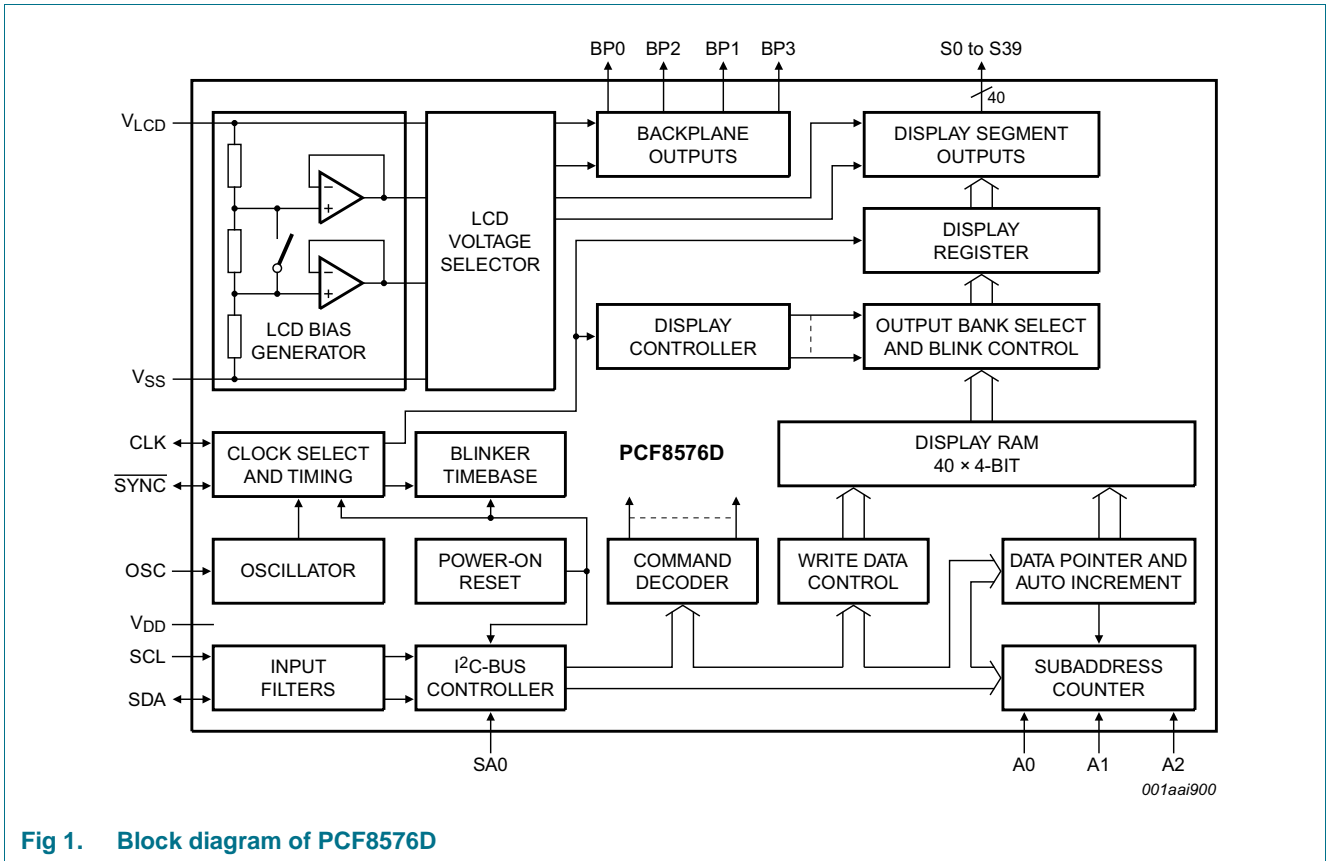 BP0 BP2 BP1 BP3 S0 to S39
40
VLCD
BACKPLANE
OUTPUTS
DISPLAY SEGMENT
OUTPUTS
−
+
LCD
VOLTAGE
SELECTOR
DISPLAY
REGISTER
−
+
LCD BIAS
GENERATOR
DISPLAY
CONTROLLER
OUTPUT BANK SELECT
AND BLINK CONTROL
VSS
CLK
SYNC
CLOCK SELECT
AND TIMING
BLINKER
TIMEBASE
PCF8576D
DISPLAY RAM
40 × 4-BIT
OSC
OSCILLATOR
POWER-ON
RESET
COMMAND
DECODER
WRITE DATA
CONTROL
DATA POINTER AND
AUTO INCREMENT
VDD
SCL
SDA
INPUT
FILTERS
I2C-BUS
CONTROLLER
SUBADDRESS
COUNTER
SA0 A0 A1 A2
001aai900
Fig 1. Block diagram of PCF8576D